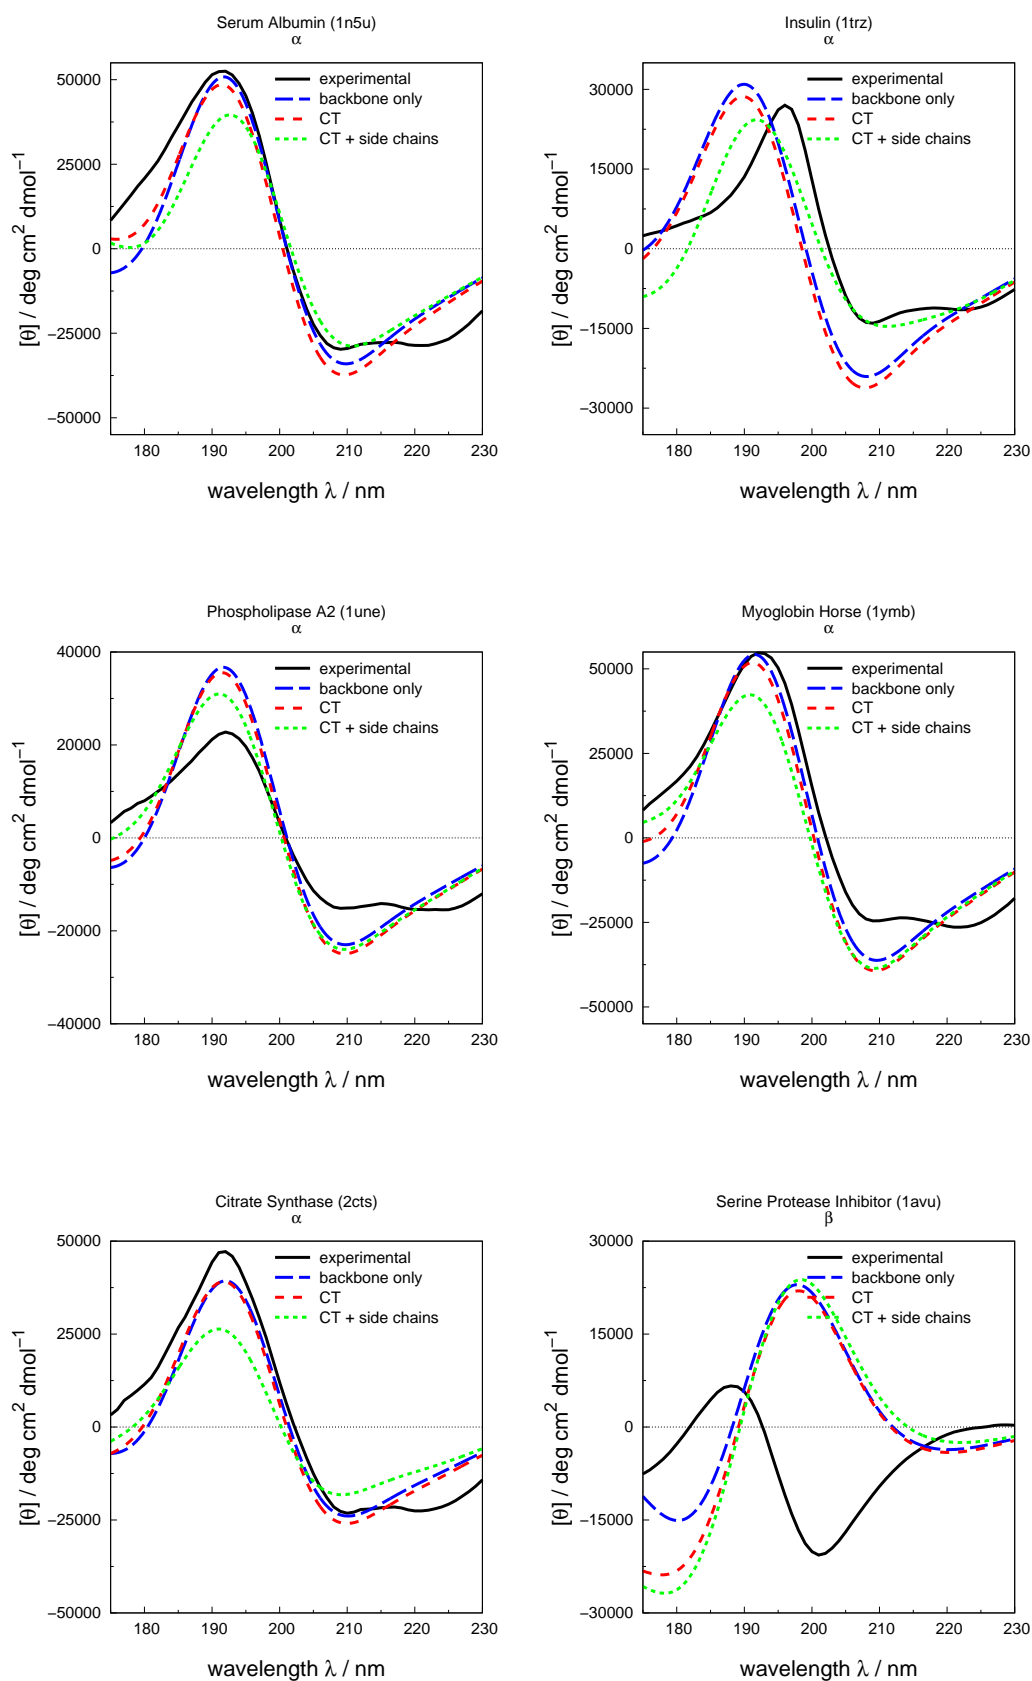 Serum Albumin (1n5u)
α
experimental
backbone only
CT
CT + side chains
50000
25000
0
−25000
−50000
[θ] / deg cm² dmol⁻¹
180 190 200 210 220 230
wavelength λ / nm
Insulin (1trz)
α
experimental
backbone only
CT
CT + side chains
30000
15000
0
−15000
−30000
[θ] / deg cm² dmol⁻¹
180 190 200 210 220 230
wavelength λ / nm
Phospholipase A2 (1une)
α
experimental
backbone only
CT
CT + side chains
40000
20000
0
−20000
−40000
[θ] / deg cm² dmol⁻¹
180 190 200 210 220 230
wavelength λ / nm
Myoglobin Horse (1ymb)
α
experimental
backbone only
CT
CT + side chains
50000
25000
0
−25000
−50000
[θ] / deg cm² dmol⁻¹
180 190 200 210 220 230
wavelength λ / nm
Citrate Synthase (2cts)
α
experimental
backbone only
CT
CT + side chains
50000
25000
0
−25000
−50000
[θ] / deg cm² dmol⁻¹
180 190 200 210 220 230
wavelength λ / nm
Serine Protease Inhibitor (1avu)
β
experimental
backbone only
CT
CT + side chains
30000
15000
0
−15000
−30000
[θ] / deg cm² dmol⁻¹
180 190 200 210 220 230
wavelength λ / nm